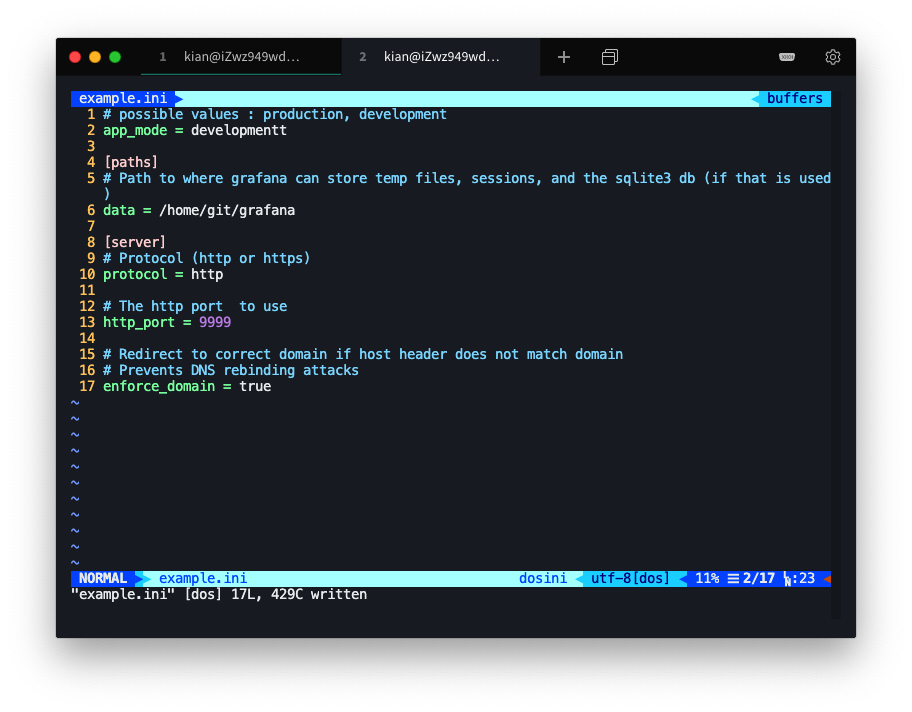 1 kian@iZwz949wd...
2 kian@iZwz949wd...
example.ini buffers
1 # possible values : production, development
2 app_mode = developmentt
3
4 [paths]
5 # Path to where grafana can store temp files, sessions, and the sqlite3 db (if that is used
)
6 data = /home/git/grafana
7
8 [server]
9 # Protocol (http or https)
10 protocol = http
11
12 # The http port  to use
13 http_port = 9999
14
15 # Redirect to correct domain if host header does not match domain
16 # Prevents DNS rebinding attacks
17 enforce_domain = true
~
~
~
~
~
~
~
~
~
~
~
NORMAL example.ini dosini utf-8[dos] 11% ☰ 2/17 :23
"example.ini" [dos] 17L, 429C written